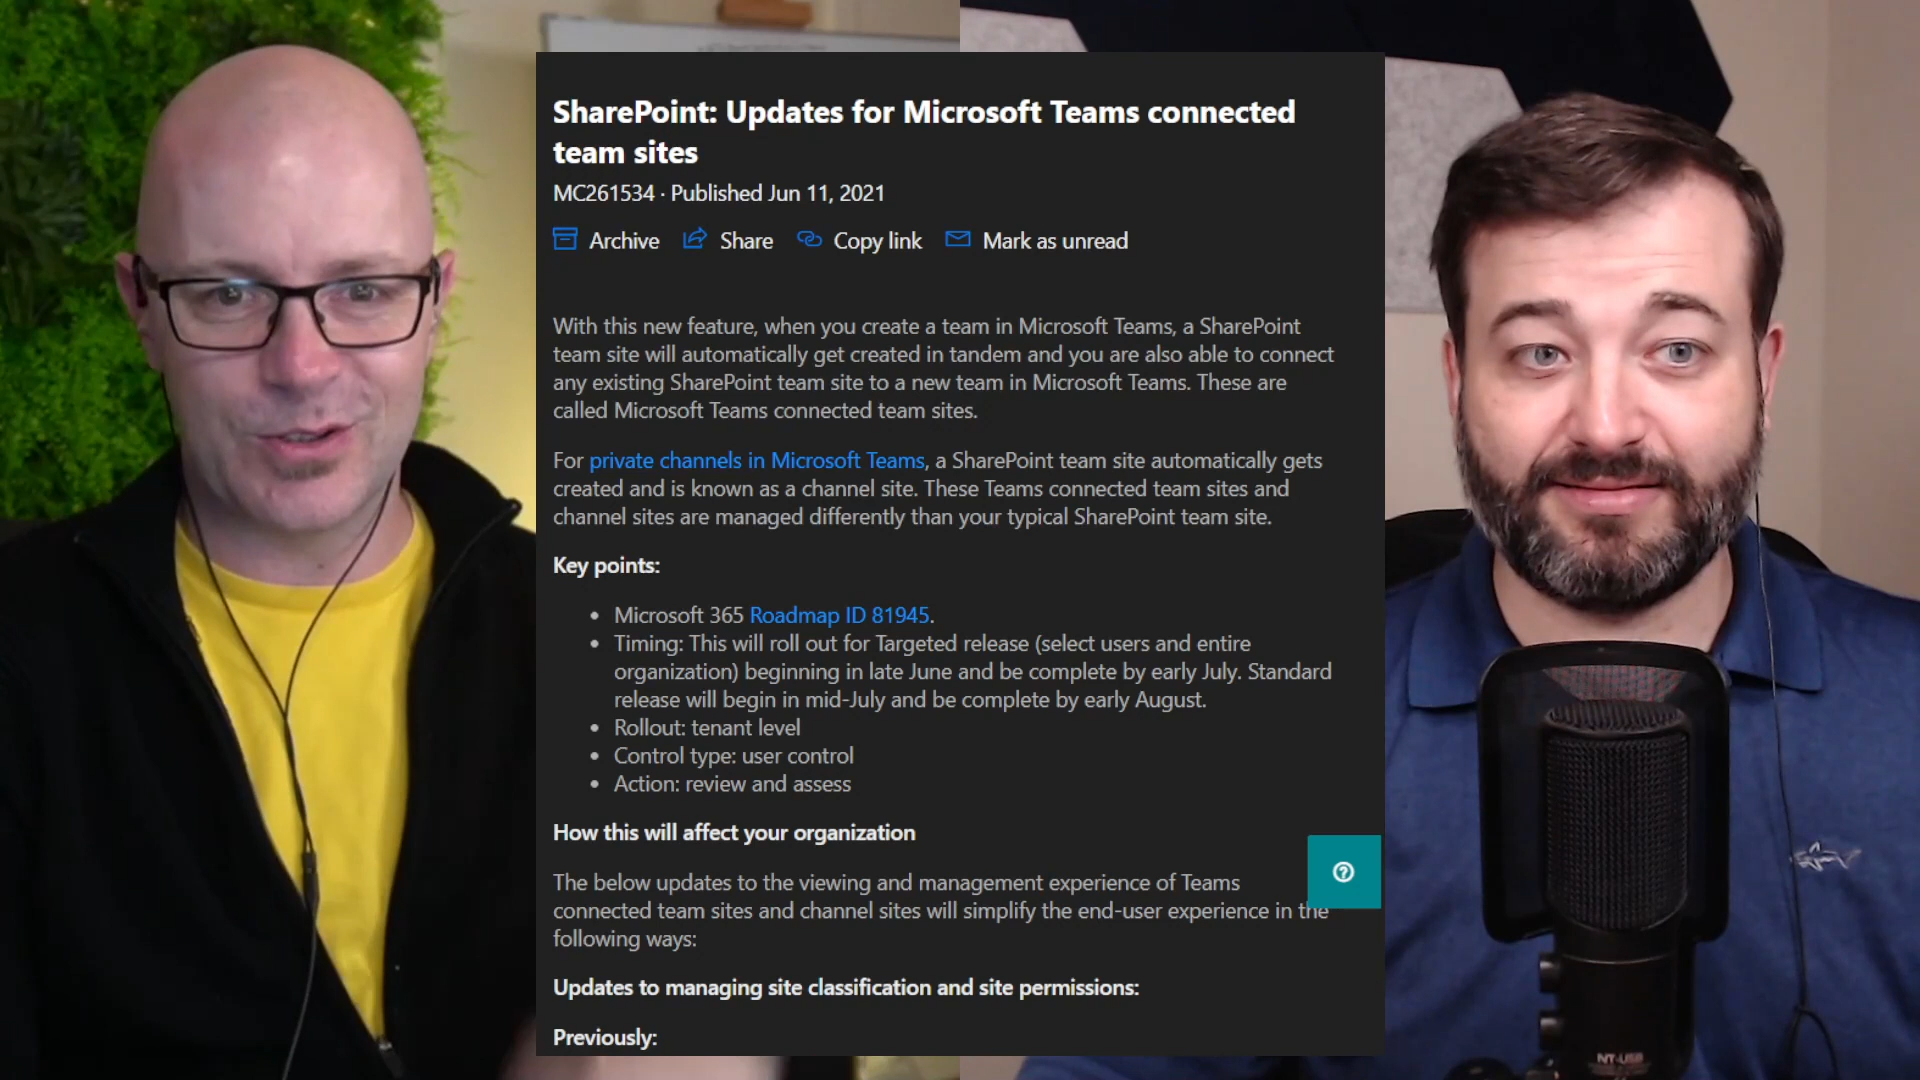 SharePoint: Updates for Microsoft Teams connected
team sites
MC261534 · Published Jun 11, 2021
Archive Share Copy link Mark as unread
With this new feature, when you create a team in Microsoft Teams, a SharePoint
team site will automatically get created in tandem and you are also able to connect
any existing SharePoint team site to a new team in Microsoft Teams. These are
called Microsoft Teams connected team sites.
For private channels in Microsoft Teams, a SharePoint team site automatically gets
created and is known as a channel site. These Teams connected team sites and
channel sites are managed differently than your typical SharePoint team site.
Key points:
• Microsoft 365 Roadmap ID 81945.
• Timing: This will roll out for Targeted release (select users and entire
organization) beginning in late June and be complete by early July. Standard
release will begin in mid-July and be complete by early August.
• Rollout: tenant level
• Control type: user control
• Action: review and assess
How this will affect your organization
The below updates to the viewing and management experience of Teams
connected team sites and channel sites will simplify the end-user experience in the
following ways:
Updates to managing site classification and site permissions:
Previously:
NT-USB